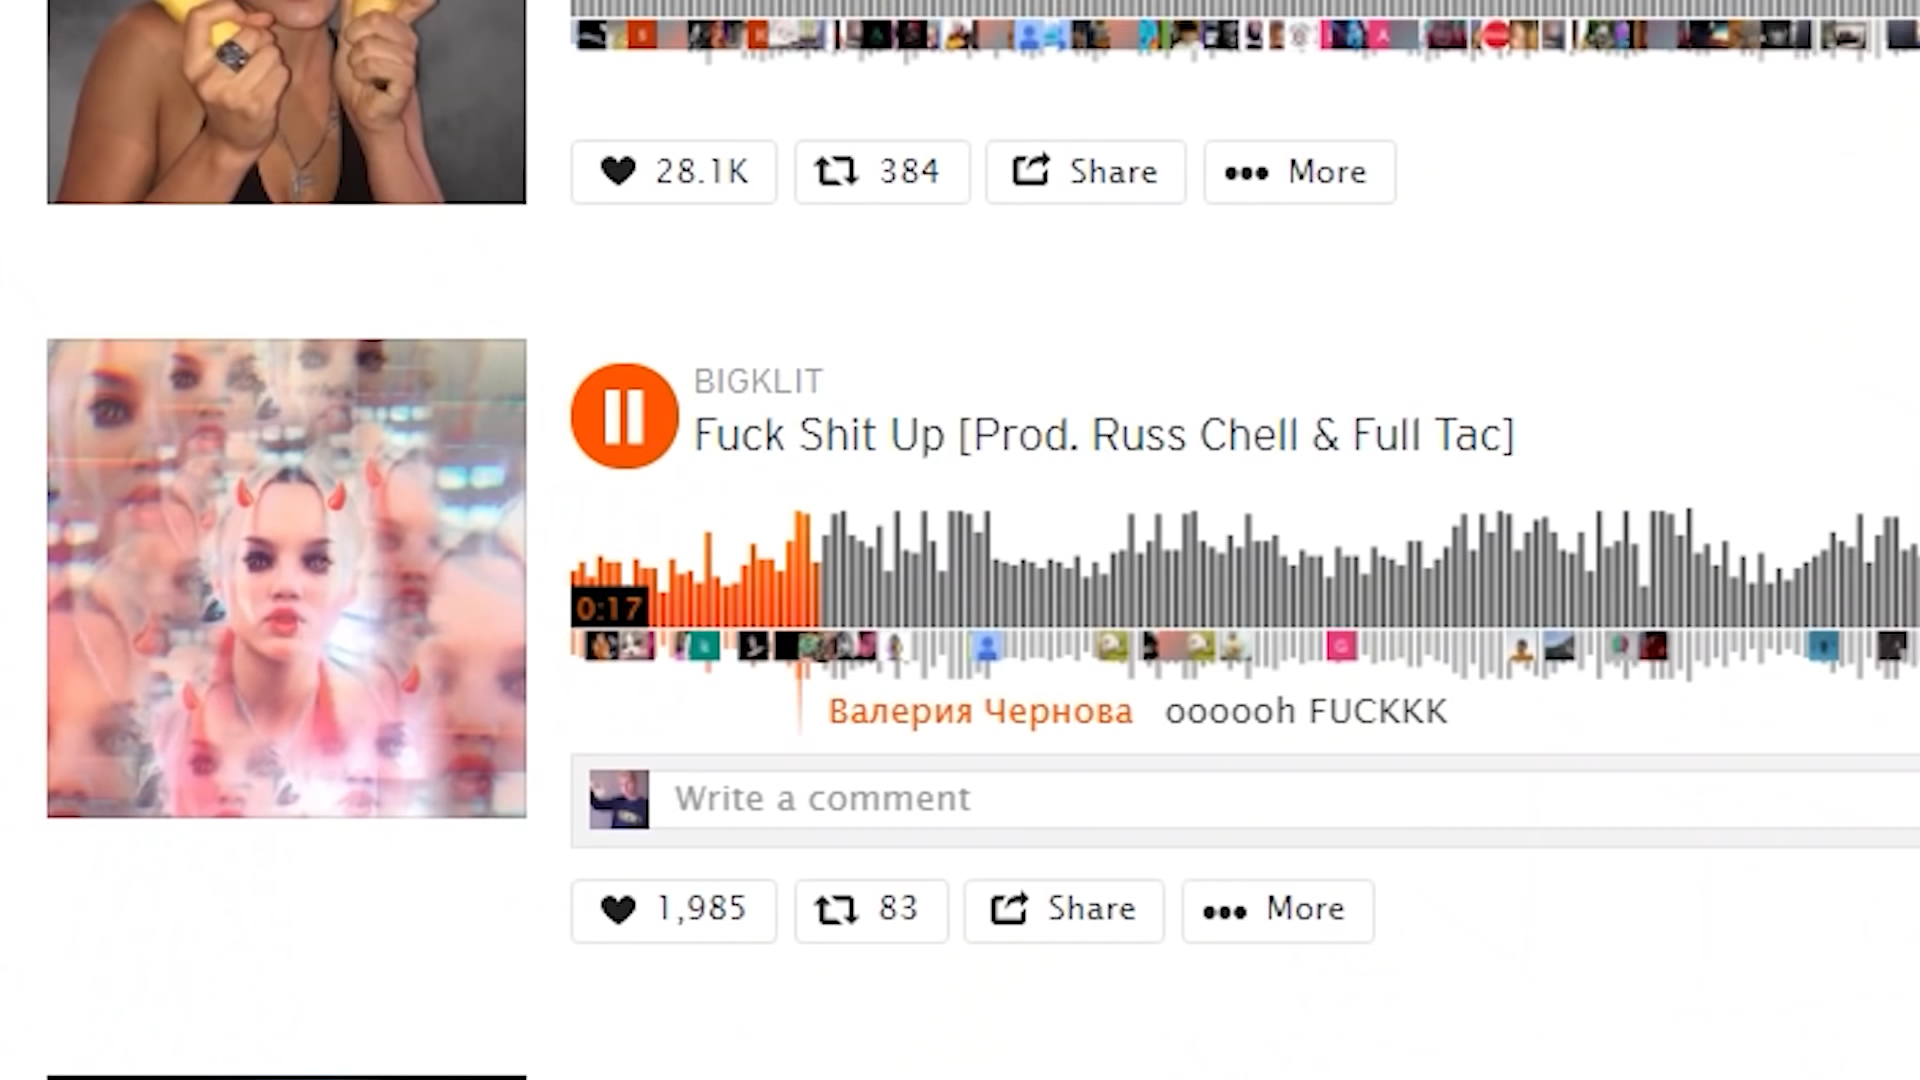 28.1K 384 Share More
BIGKLIT
Fuck Shit Up [Prod. Russ Chell & Full Tac]
0:17
Валерия Чернова oooooh FUCKKK
Write a comment
1,985 83 Share More